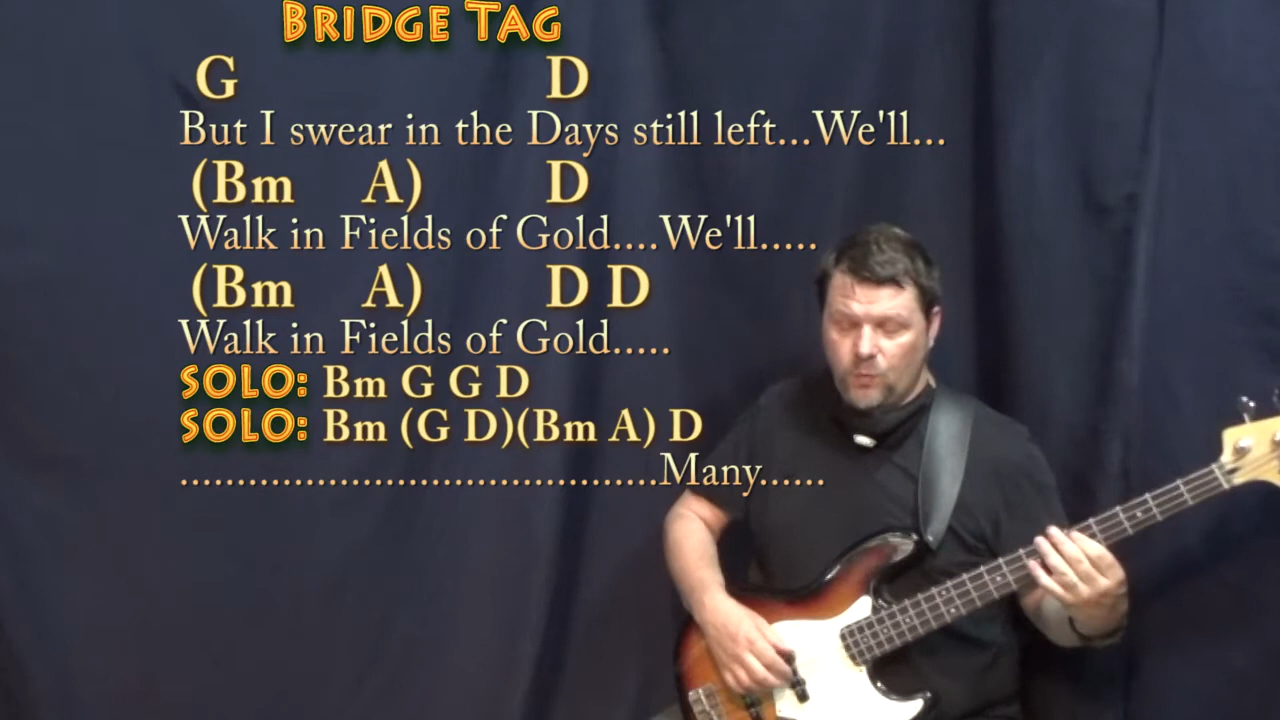 BRIDGE TAG
G D
But I swear in the Days still left...We'll...
(Bm A) D
Walk in Fields of Gold....We'll.....
(Bm A) D D
Walk in Fields of Gold.....
SOLO: Bm G G D
SOLO: Bm (G D)(Bm A) D
..........................................Many......